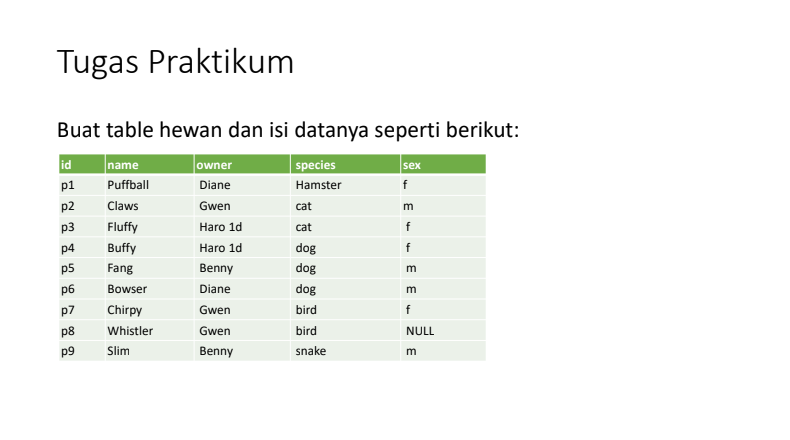 Tugas Praktikum
Buat table hewan dan isi datanya seperti berikut:
id name owner species sex
p1 Puffball Diane Hamster f
p2 Claws Gwen cat m
p3 Fluffy Haro 1d cat f
p4 Buffy Haro 1d dog f
p5 Fang Benny dog m
p6 Bowser Diane dog m
p7 Chirpy Gwen bird f
p8 Whistler Gwen bird NULL
p9 Slim Benny snake m